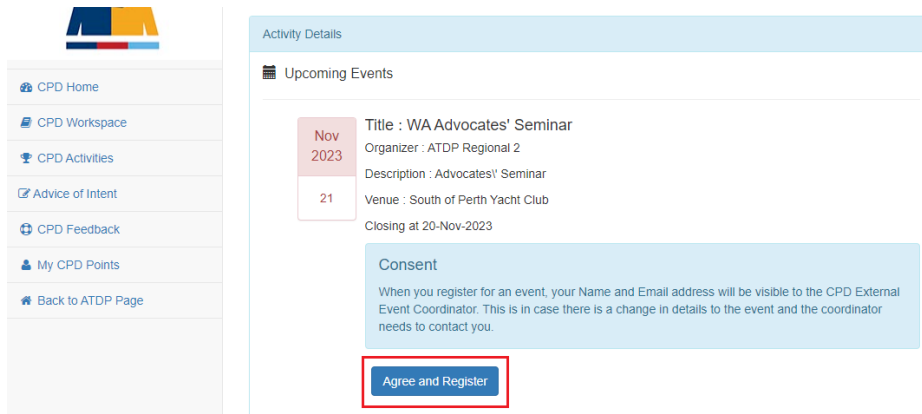 CPD Home
CPD Workspace
CPD Activities
Advice of Intent
CPD Feedback
My CPD Points
Back to ATDP Page
Activity Details
Upcoming Events
Nov
2023
21
Title : WA Advocates' Seminar
Organizer : ATDP Regional 2
Description : Advocates\' Seminar
Venue : South of Perth Yacht Club
Closing at 20-Nov-2023
Consent
When you register for an event, your Name and Email address will be visible to the CPD External
Event Coordinator. This is in case there is a change in details to the event and the coordinator
needs to contact you.
Agree and Register